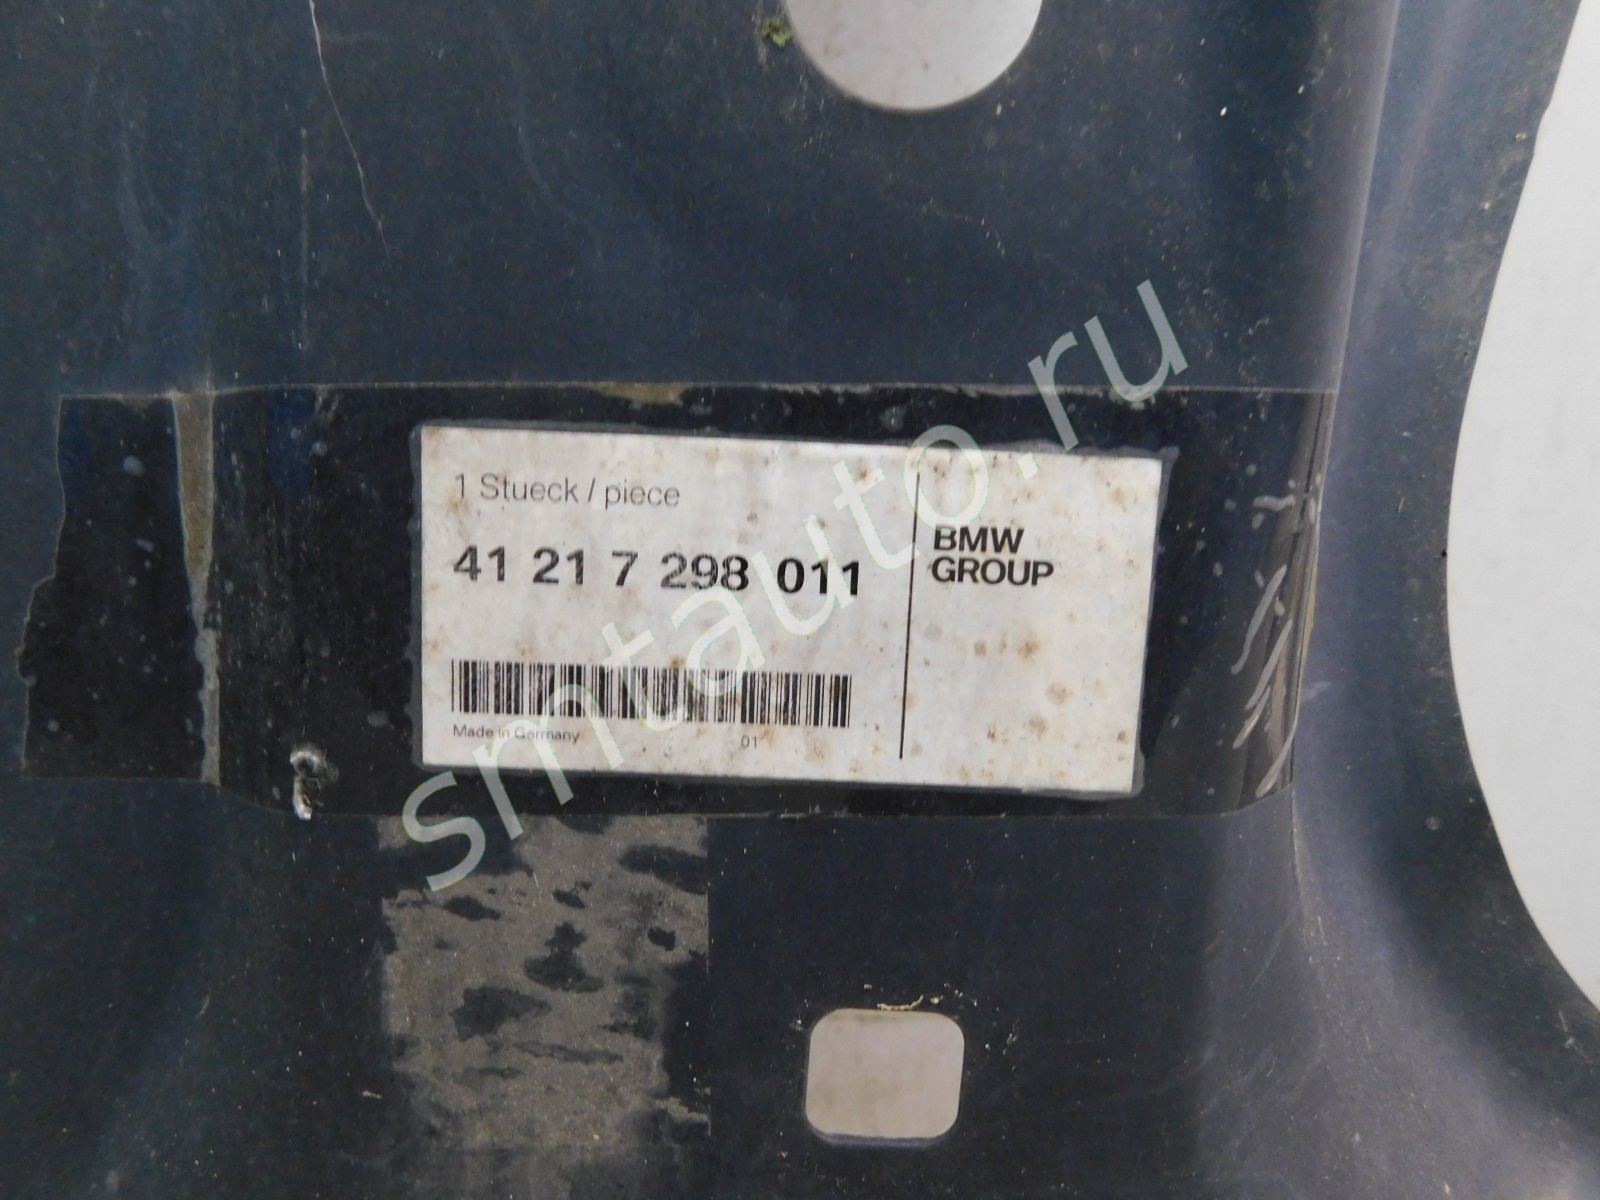 1 Stueck / piece
41 21 7 298 011
Made in Germany
01
BMW
GROUP
smtauto.ru